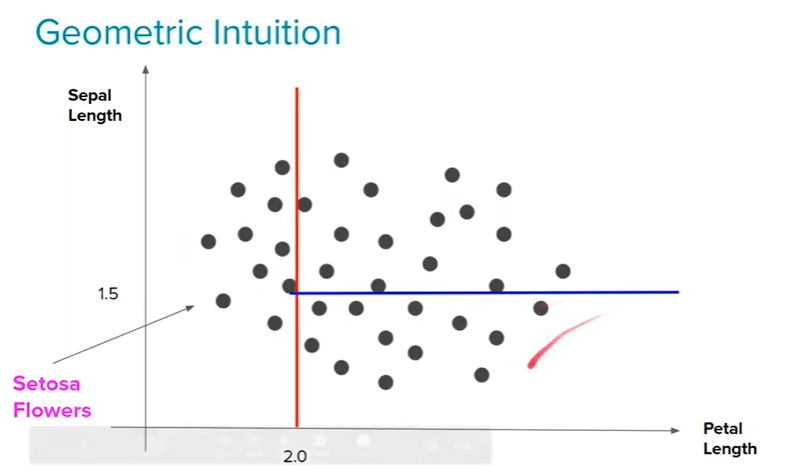 Geometric Intuition
Sepal
Length
1.5
Setosa
Flowers
2.0
Petal
Length